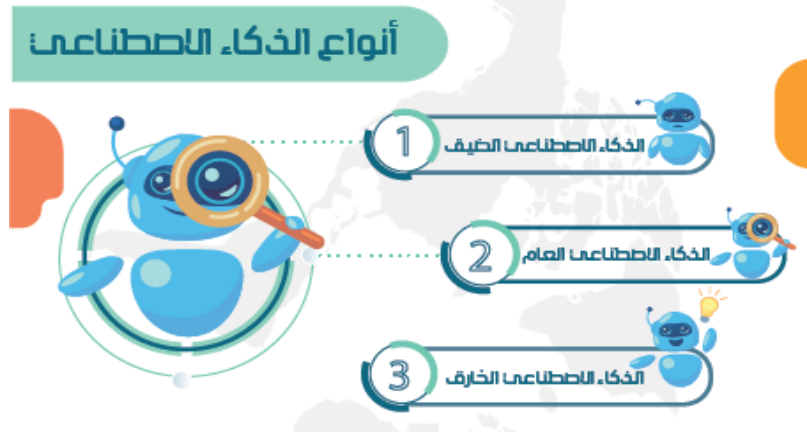 أنواع الذكاء الاصطناعي:
1
الذكاء الاصطناعي الضيق
2
الذكاء الاصطناعي العام
3
الذكاء الاصطناعي الخارق